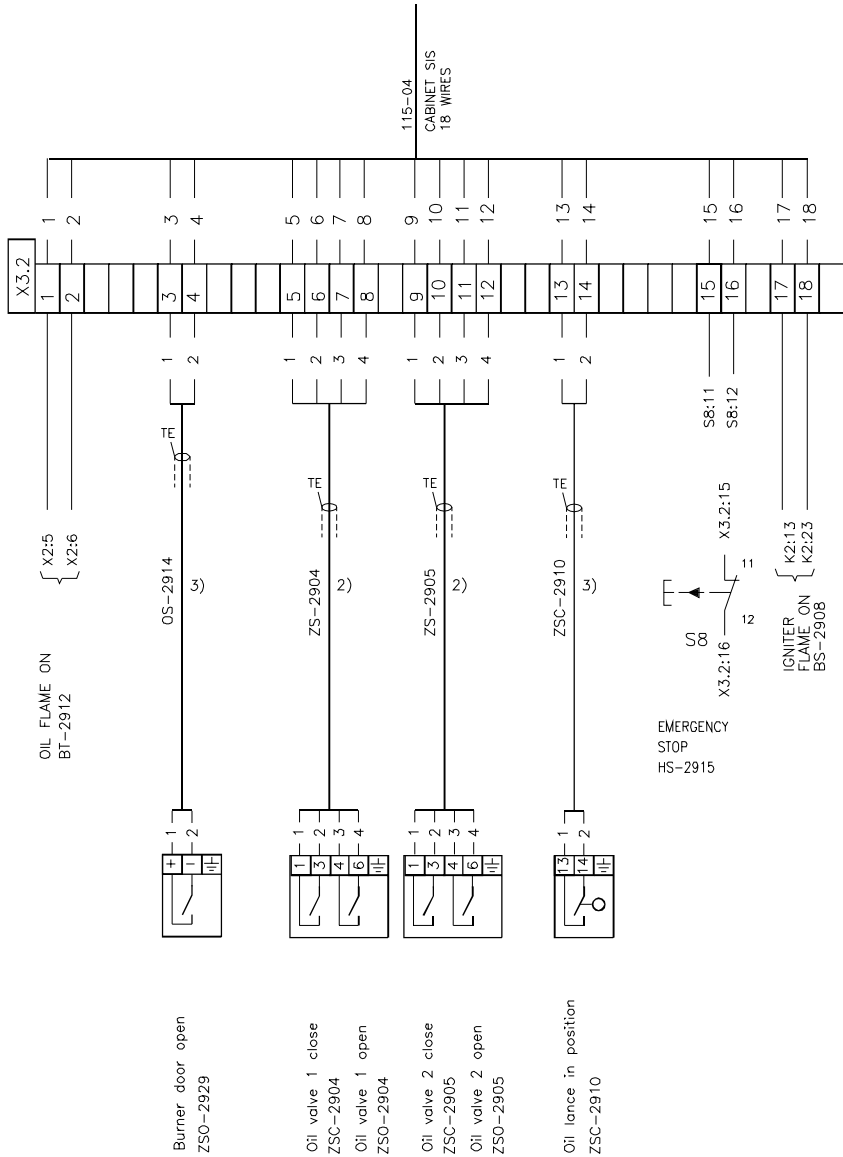 115-04
CABINET SIS
18 WIRES
1
2
3
4
5
6
7
8
9
10
11
12
13
14
15
16
17
18
X3.2
1
2
3
4
5
6
7
8
9
10
11
12
13
14
15
16
17
18
1
2
1
2
3
4
1
2
3
4
1
2
S8:11
S8:12
TE
TE
TE
TE
X2:5
X2:6
OS-2914
3)
ZS-2904
2)
ZS-2905
2)
ZSC-2910
3)
X3.2:15
11
12
S8
X3.2:16
K2:13
K2:23
OIL FLAME ON
BT-2912
EMERGENCY
STOP
HS-2915
IGNITER
FLAME ON
BS-2908
1
2
1
2
3
4
1
2
3
4
1
2
+
-
1
3
4
6
1
3
4
6
13
14
Burner door open
ZSO-2929
Oil valve 1 close
ZSC-2904
Oil valve 1 open
ZSO-2904
Oil valve 2 close
ZSC-2905
Oil valve 2 open
ZSO-2905
Oil lance in position
ZSC-2910